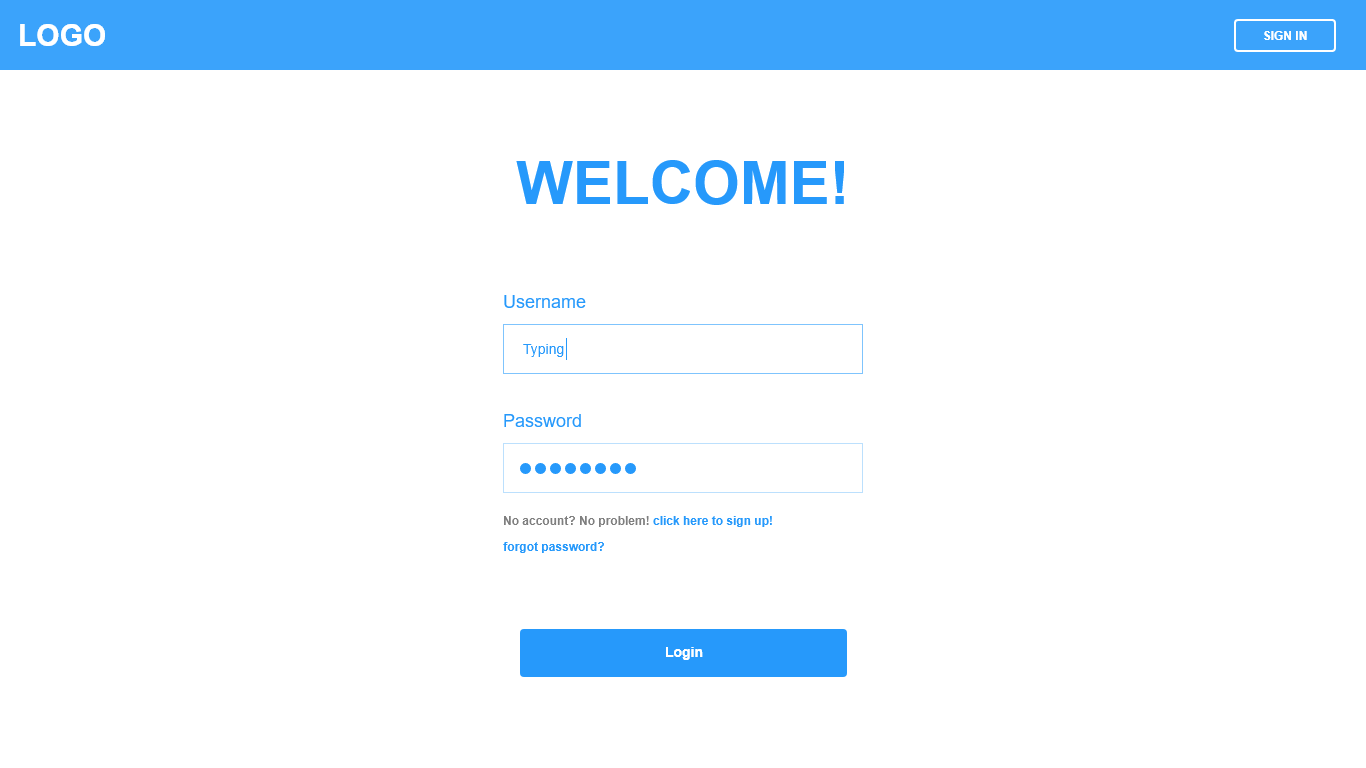 LOGO
SIGN IN
WELCOME!
Username
Typing
Password
No account? No problem! click here to sign up!
forgot password?
Login